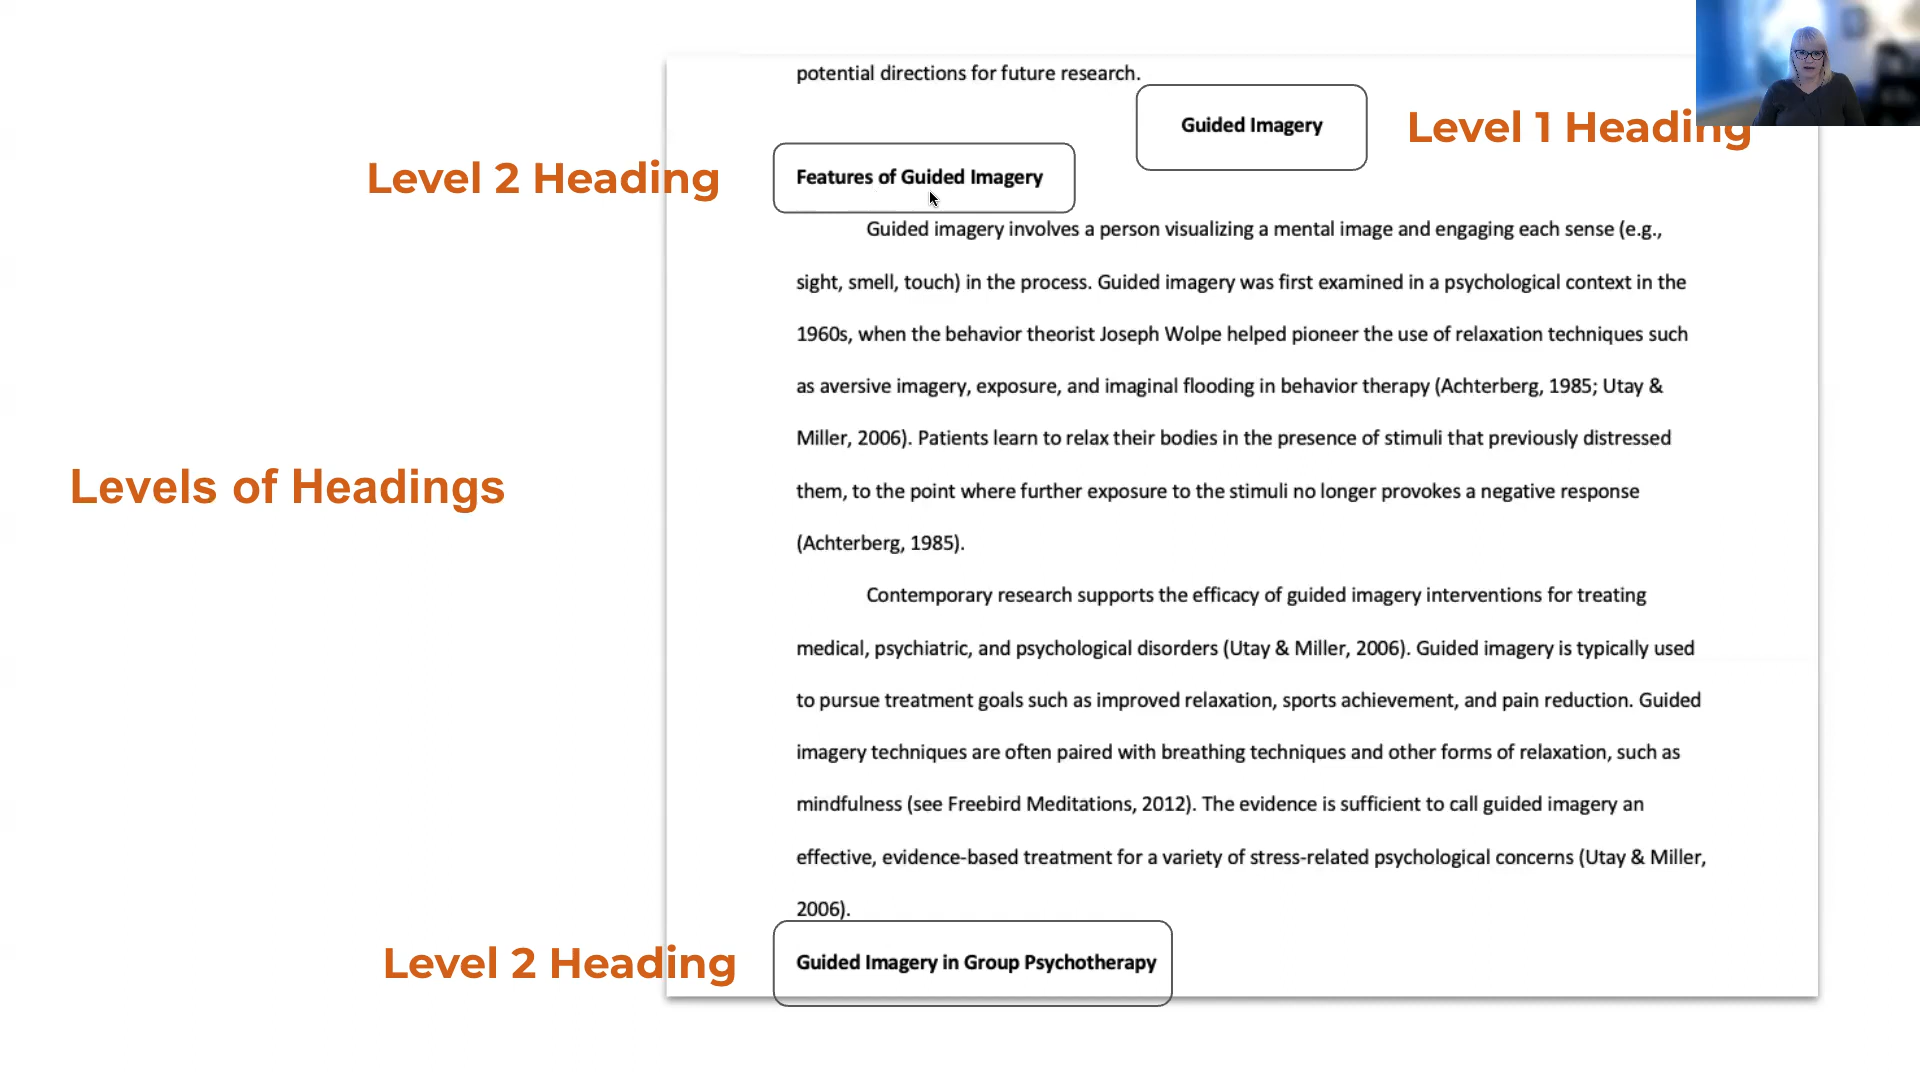 potential directions for future research.
Guided Imagery
Level 1 Heading
Level 2 Heading
Features of Guided Imagery
Guided imagery involves a person visualizing a mental image and engaging each sense (e.g.,
sight, smell, touch) in the process. Guided imagery was first examined in a psychological context in the
1960s, when the behavior theorist Joseph Wolpe helped pioneer the use of relaxation techniques such
as aversive imagery, exposure, and imaginal flooding in behavior therapy (Achterberg, 1985; Utay &
Miller, 2006). Patients learn to relax their bodies in the presence of stimuli that previously distressed
them, to the point where further exposure to the stimuli no longer provokes a negative response
(Achterberg, 1985).
Levels of Headings
Contemporary research supports the efficacy of guided imagery interventions for treating
medical, psychiatric, and psychological disorders (Utay & Miller, 2006). Guided imagery is typically used
to pursue treatment goals such as improved relaxation, sports achievement, and pain reduction. Guided
imagery techniques are often paired with breathing techniques and other forms of relaxation, such as
mindfulness (see Freebird Meditations, 2012). The evidence is sufficient to call guided imagery an
effective, evidence-based treatment for a variety of stress-related psychological concerns (Utay & Miller,
2006).
Level 2 Heading
Guided Imagery in Group Psychotherapy